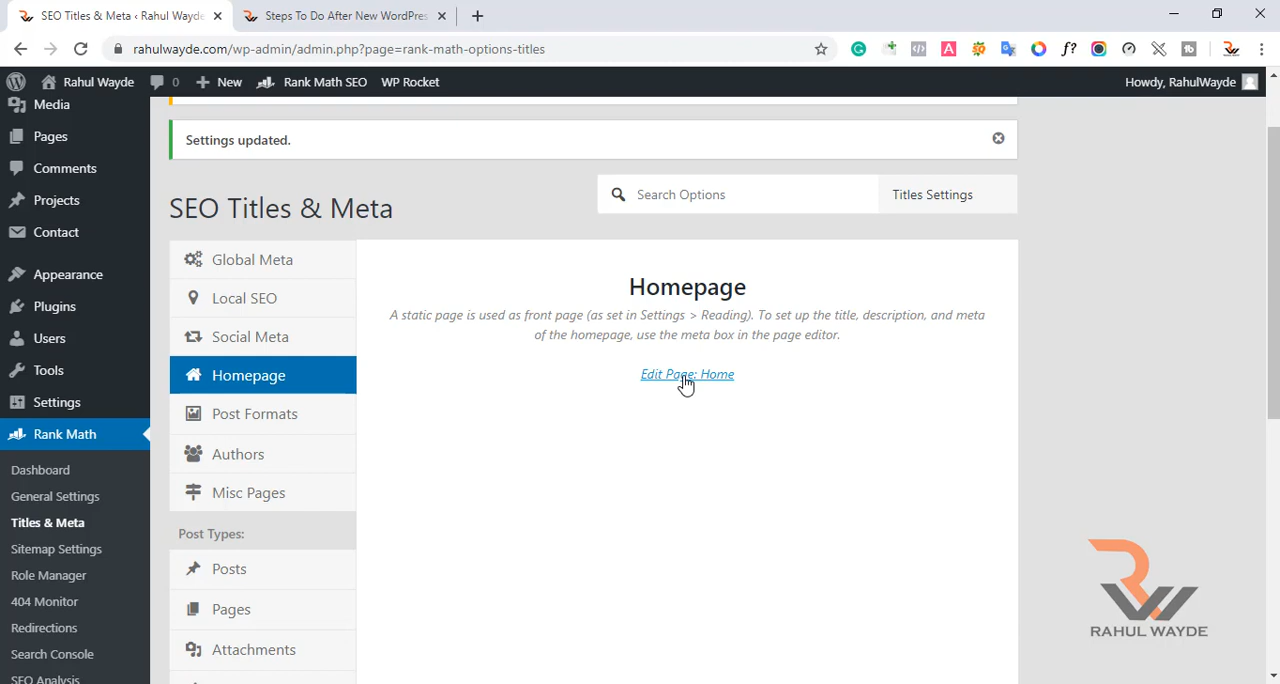 SEO Titles & Meta ‹ Rahul Wayde
Steps To Do After New WordPres
rahulwayde.com/wp-admin/admin.php?page=rank-math-options-titles
Rahul Wayde
0
New
Rank Math SEO
WP Rocket
Howdy, RahulWayde
Media
Pages
Comments
Projects
Contact
Appearance
Plugins
Users
Tools
Settings
Rank Math
Dashboard
General Settings
Titles & Meta
Sitemap Settings
Role Manager
404 Monitor
Redirections
Search Console
SEO Analysis
Settings updated.
SEO Titles & Meta
Search Options
Titles Settings
Global Meta
Local SEO
Social Meta
Homepage
Post Formats
Authors
Misc Pages
Post Types:
Posts
Pages
Attachments
Homepage
A static page is used as front page (as set in Settings > Reading). To set up the title, description, and meta
of the homepage, use the meta box in the page editor.
Edit Page: Home
RAHUL WAYDE